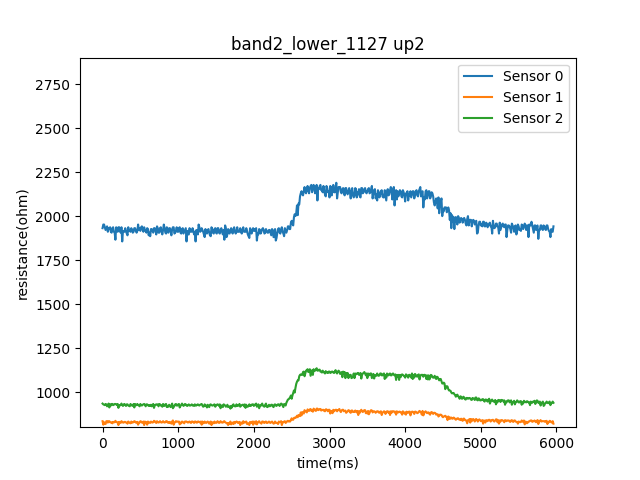 band2_lower_1127 up2
Sensor 0
Sensor 1
Sensor 2
resistance(ohm)
2750
2500
2250
2000
1750
1500
1250
1000
0 1000 2000 3000 4000 5000 6000
time(ms)